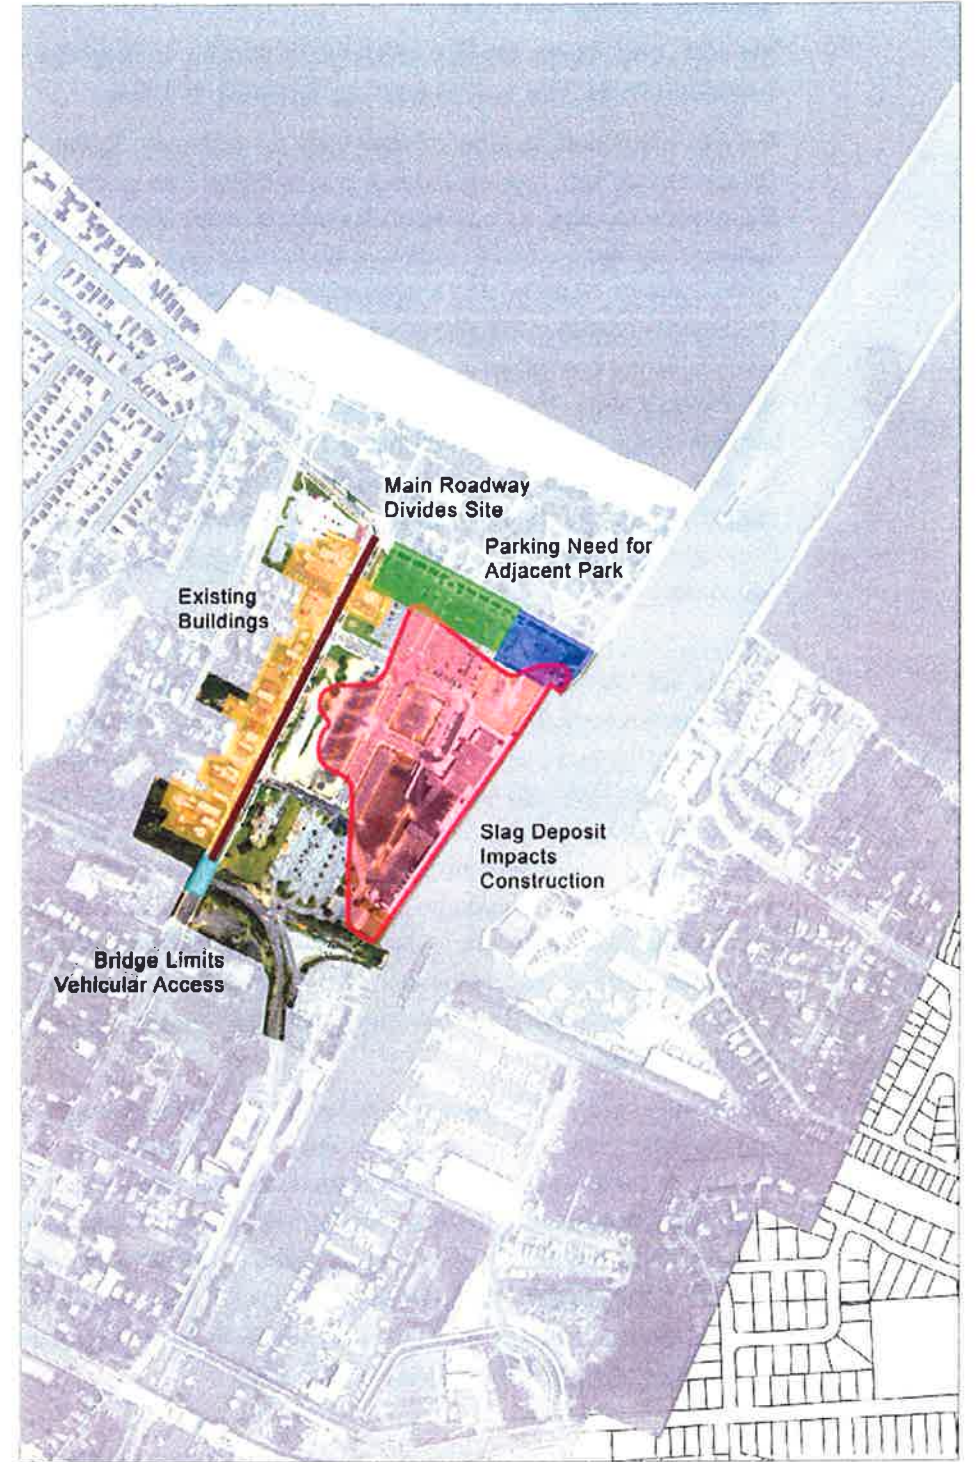 Main Roadway
Divides Site
Parking Need for
Adjacent Park
Existing
Buildings
Slag Deposit
Impacts
Construction
Bridge Limits
Vehicular Access